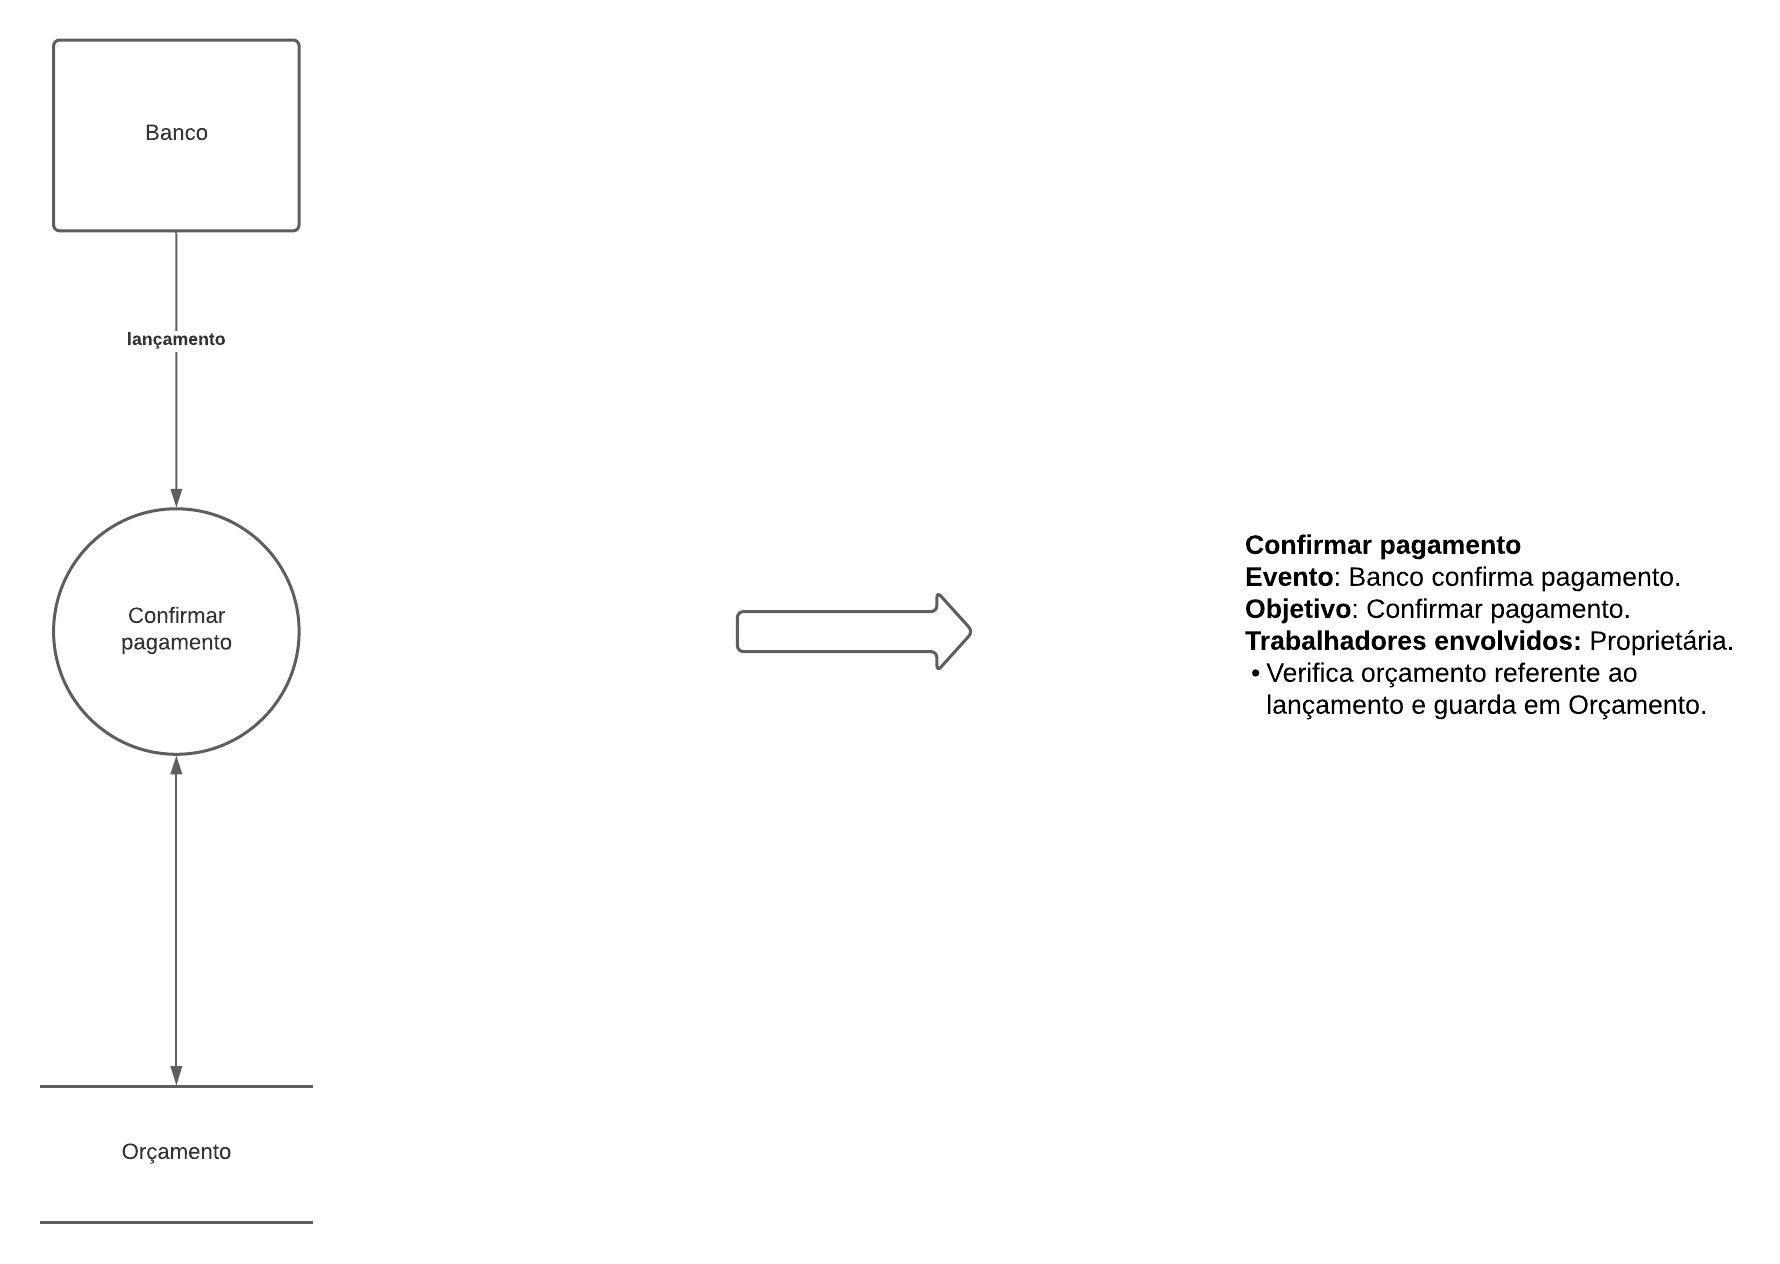 Banco
lançamento
Confirmar
pagamento
Orçamento
Confirmar pagamento
Evento: Banco confirma pagamento.
Objetivo: Confirmar pagamento.
Trabalhadores envolvidos: Proprietária.
• Verifica orçamento referente ao
lançamento e guarda em Orçamento.